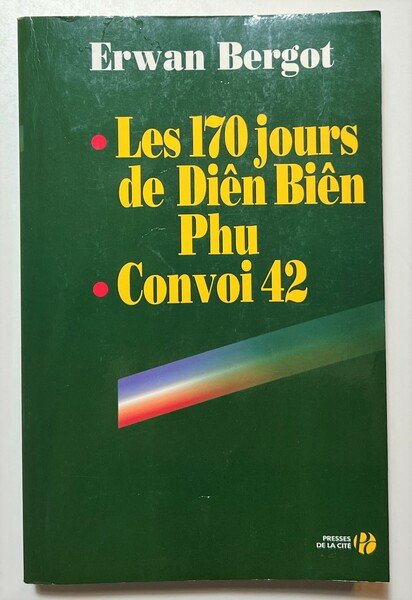 Erwan Bergot
• Les 170 jours
de Diên Biên
Phu
• Convoi 42
PRESSES
DE LA CITÉ